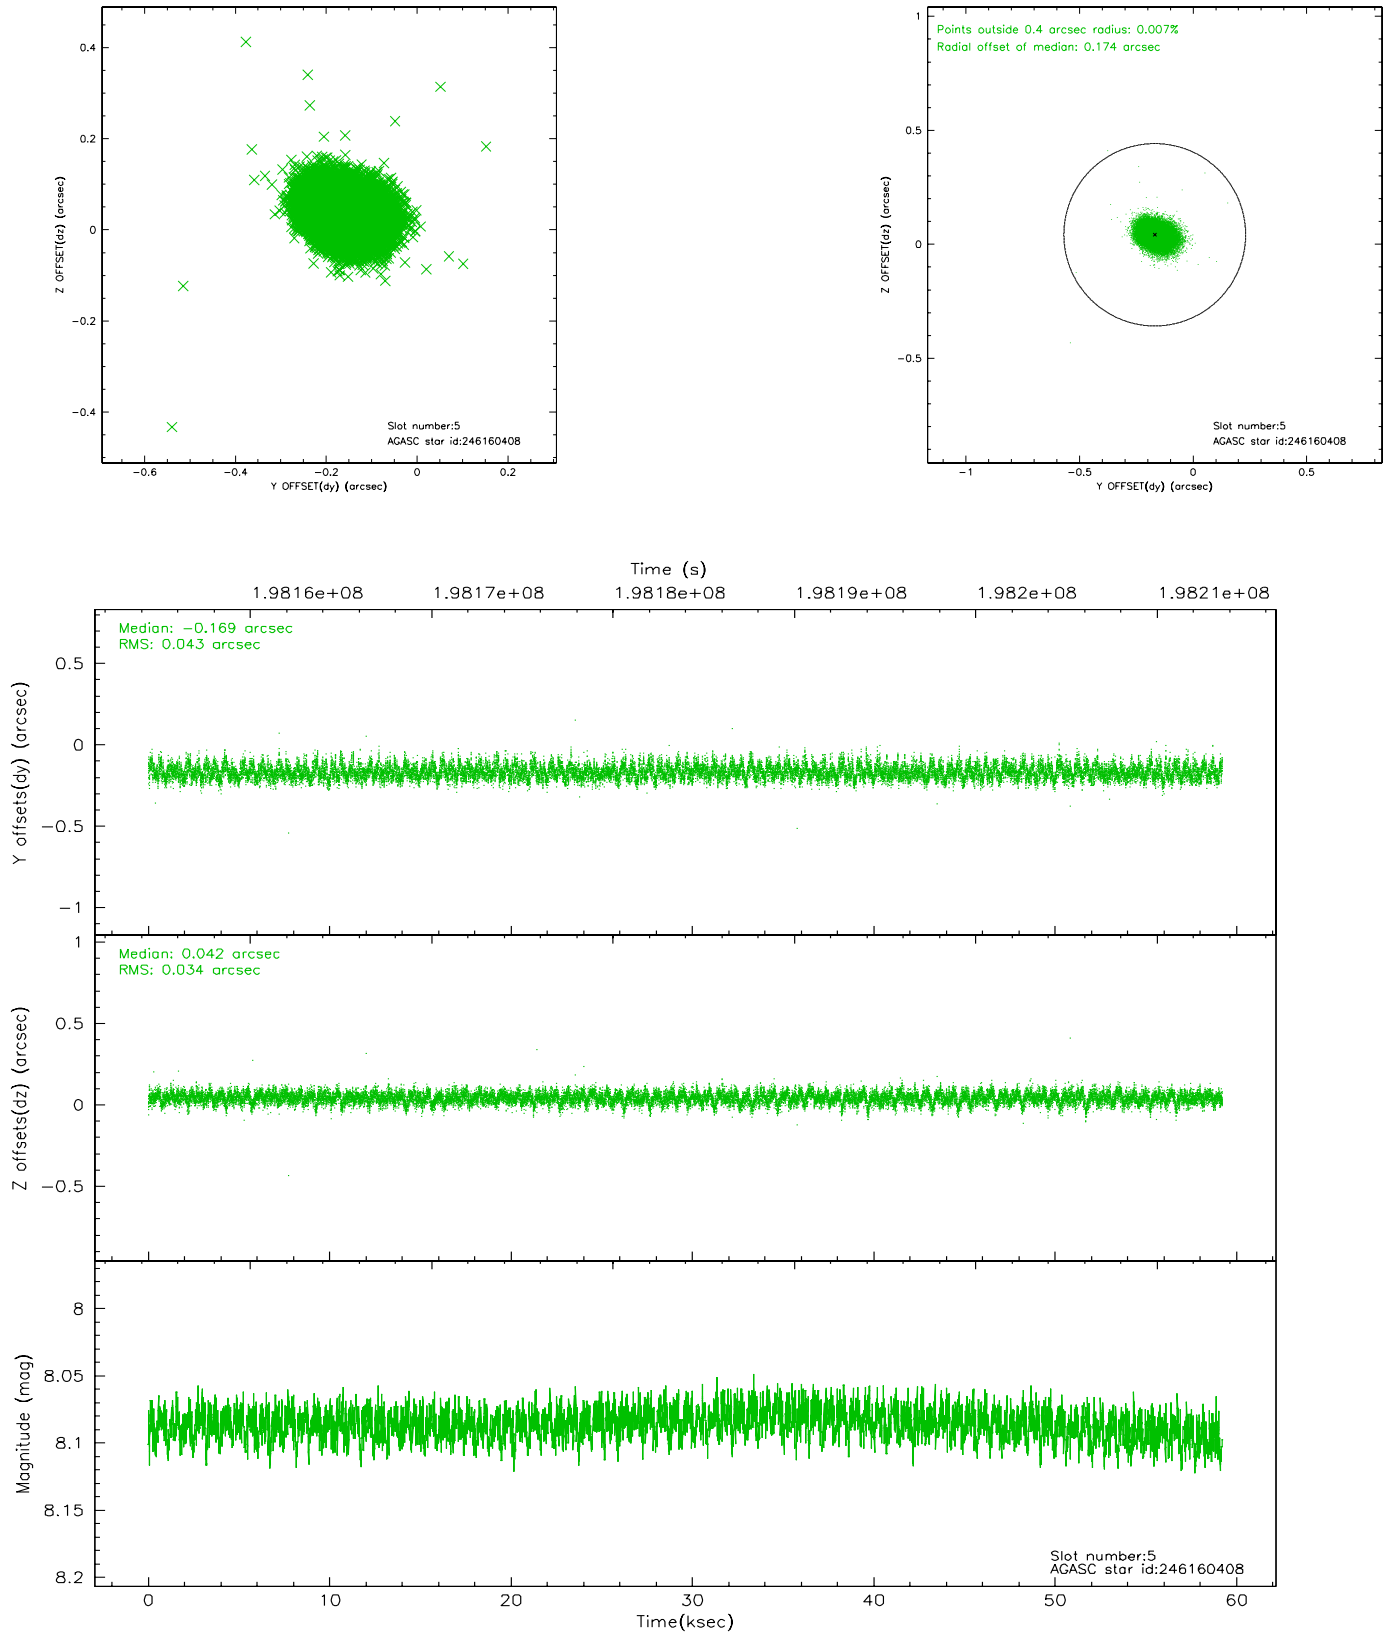 0.4
0.2
0
-0.2
-0.4
Z OFFSET(dz) (arcsec)
Slot number:5
AGASC star id:246160408
-0.6 -0.4 -0.2 0 0.2
Y OFFSET(dy) (arcsec)
Points outside 0.4 arcsec radius: 0.007%
Radial offset of median: 0.174 arcsec
1
0.5
0
-0.5
Z OFFSET(dz) (arcsec)
Slot number:5
AGASC star id:246160408
-1 -0.5 0 0.5
Y OFFSET(dy) (arcsec)
Time (s)
1.9816e+08 1.9817e+08 1.9818e+08 1.9819e+08 1.982e+08 1.9821e+08
Median: -0.169 arcsec
RMS: 0.043 arcsec
0.5
0
-0.5
-1
Y offsets(dy) (arcsec)
Median: 0.042 arcsec
RMS: 0.034 arcsec
1
0.5
0
-0.5
Z offsets(dz) (arcsec)
8
8.05
8.1
8.15
8.2
Magnitude (mag)
Slot number:5
AGASC star id:246160408
0 10 20 30 40 50 60
Time(ksec)